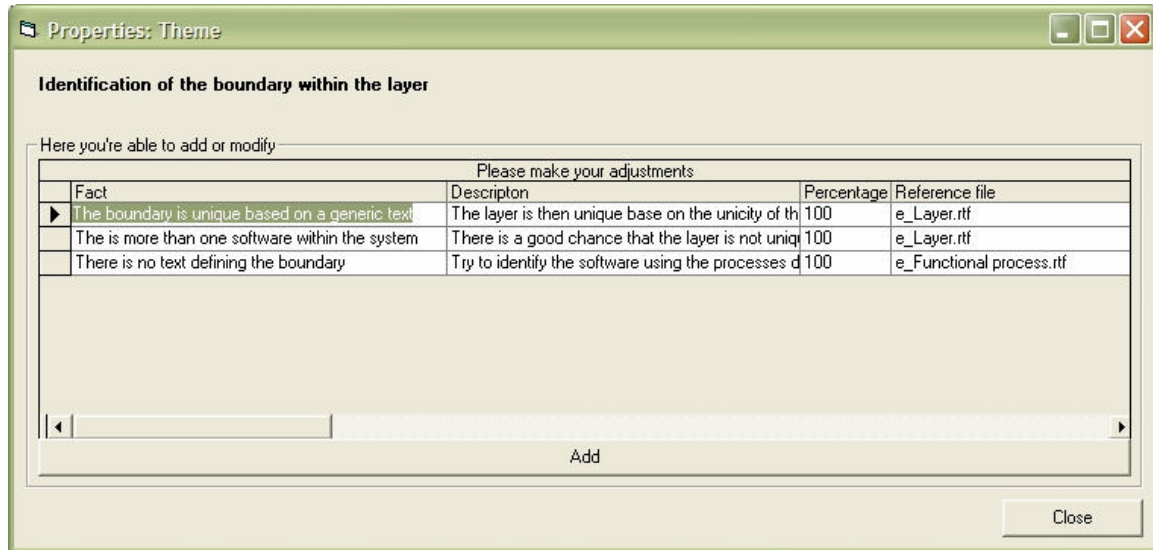 Properties: Theme
Identification of the boundary within the layer
Here you're able to add or modify
Please make your adjustments
Fact Descripton Percentage Reference file
The boundary is unique based on a generic text The layer is then unique base on the unicity of th 100 e_Layer.rtf
The is more than one software within the system There is a good chance that the layer is not uniqu 100 e_Layer.rtf
There is no text defining the boundary Try to identify the software using the processes d 100 e_Functional process.rtf
Add
Close